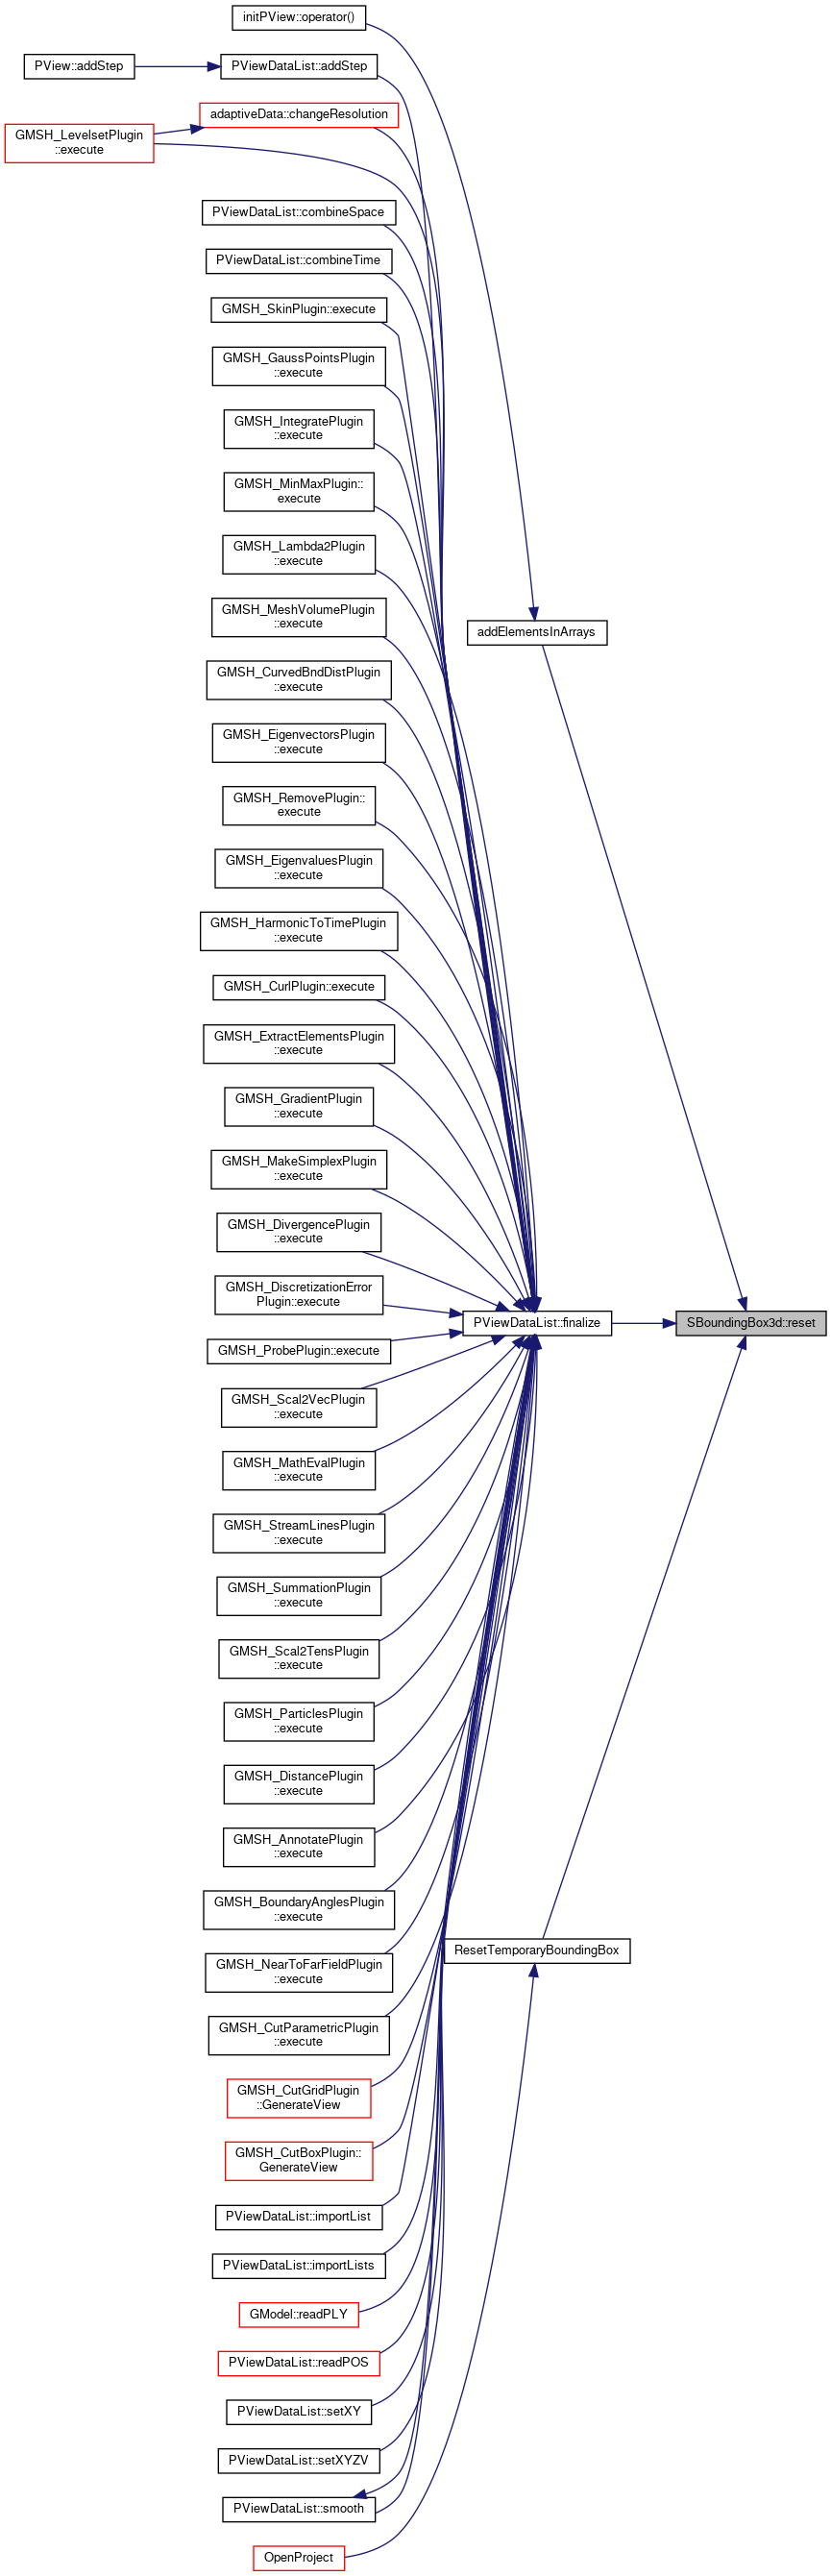 initPView::operator()
PView::addStep
PViewDataList::addStep
adaptiveData::changeResolution
GMSH_LevelsetPlugin
::execute
PViewDataList::combineSpace
PViewDataList::combineTime
GMSH_SkinPlugin::execute
GMSH_GaussPointsPlugin
::execute
GMSH_IntegratePlugin
::execute
GMSH_MinMaxPlugin::
execute
GMSH_Lambda2Plugin
::execute
GMSH_MeshVolumePlugin
::execute
addElementsInArrays
GMSH_CurvedBndDistPlugin
::execute
GMSH_EigenvectorsPlugin
::execute
GMSH_RemovePlugin::
execute
GMSH_EigenvaluesPlugin
::execute
GMSH_HarmonicToTimePlugin
::execute
GMSH_CurlPlugin::execute
GMSH_ExtractElementsPlugin
::execute
GMSH_GradientPlugin
::execute
GMSH_MakeSimplexPlugin
::execute
GMSH_DivergencePlugin
::execute
GMSH_DiscretizationError
Plugin::execute
PViewDataList::finalize
SBoundingBox3d::reset
GMSH_ProbePlugin::execute
GMSH_Scal2VecPlugin
::execute
GMSH_MathEvalPlugin
::execute
GMSH_StreamLinesPlugin
::execute
GMSH_SummationPlugin
::execute
GMSH_Scal2TensPlugin
::execute
GMSH_ParticlesPlugin
::execute
GMSH_DistancePlugin
::execute
GMSH_AnnotatePlugin
::execute
GMSH_BoundaryAnglesPlugin
::execute
ResetTemporaryBoundingBox
GMSH_NearToFarFieldPlugin
::execute
GMSH_CutParametricPlugin
::execute
GMSH_CutGridPlugin
::GenerateView
GMSH_CutBoxPlugin::
GenerateView
PViewDataList::importList
PViewDataList::importLists
GModel::readPLY
PViewDataList::readPOS
PViewDataList::setXY
PViewDataList::setXYZV
PViewDataList::smooth
OpenProject